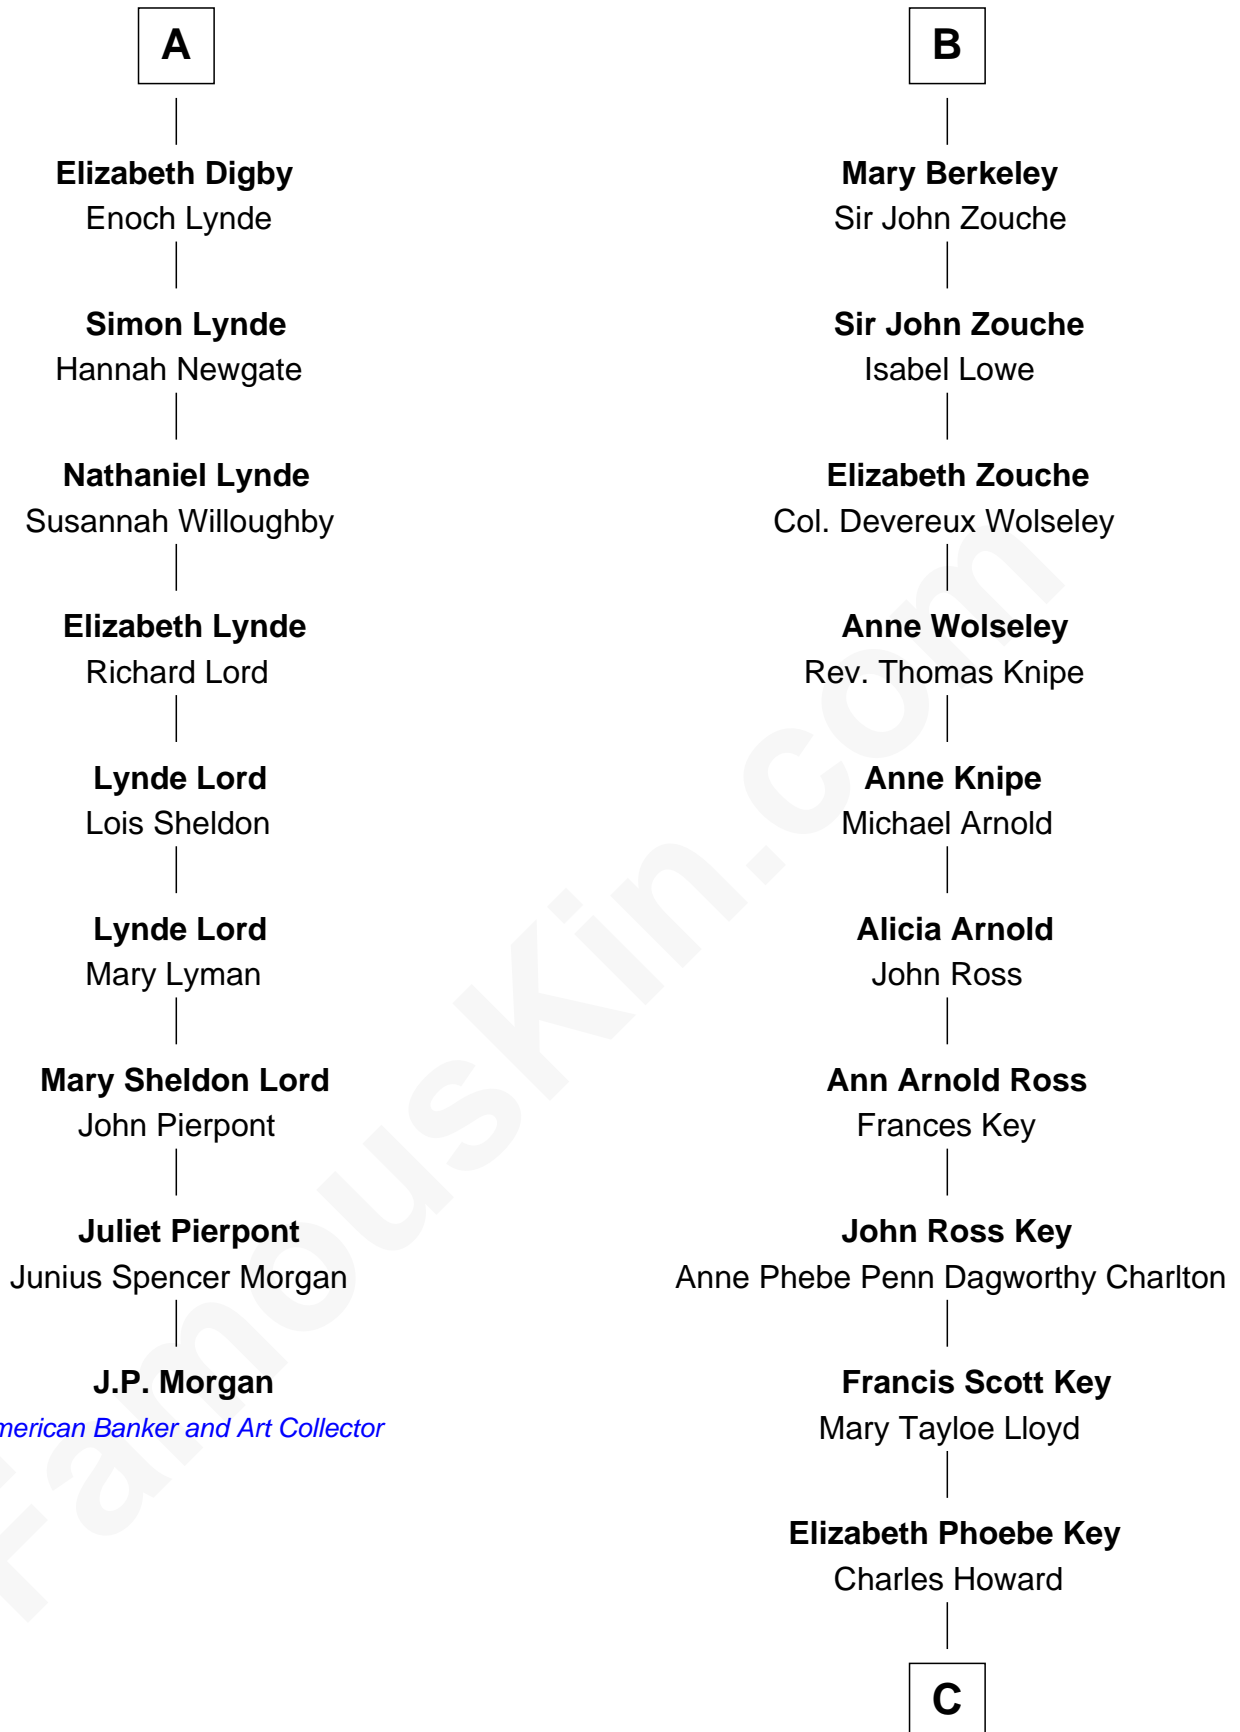 A
Elizabeth Digby
Enoch Lynde
Simon Lynde
Hannah Newgate
Nathaniel Lynde
Susannah Willoughby
Elizabeth Lynde
Richard Lord
Lynde Lord
Lois Sheldon
Lynde Lord
Mary Lyman
Mary Sheldon Lord
John Pierpont
Juliet Pierpont
Junius Spencer Morgan
J.P. Morgan
merican Banker and Art Collector
B
Mary Berkeley
Sir John Zouche
Sir John Zouche
Isabel Lowe
Elizabeth Zouche
Col. Devereux Wolseley
Anne Wolseley
Rev. Thomas Knipe
Anne Knipe
Michael Arnold
Alicia Arnold
John Ross
Ann Arnold Ross
Frances Key
John Ross Key
Anne Phebe Penn Dagworthy Charlton
Francis Scott Key
Mary Tayloe Lloyd
Elizabeth Phoebe Key
Charles Howard
C
FamousKin.com